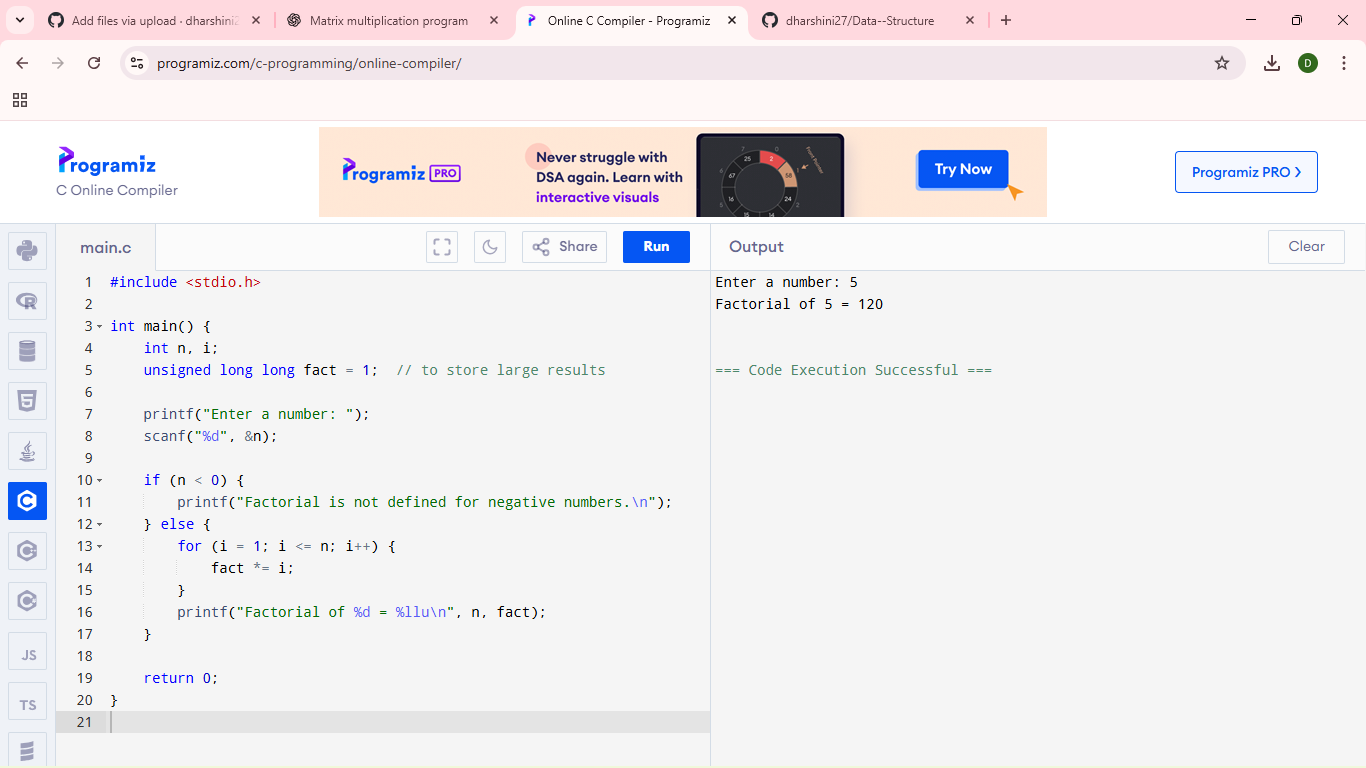 Add files via upload · dharshini2
Matrix multiplication program
Online C Compiler - Programiz
dharshini27/Data--Structure
programiz.com/c-programming/online-compiler/
D
Programiz
C Online Compiler
Programiz PRO
Never struggle with
DSA again. Learn with
interactive visuals
Try Now
Programiz PRO
main.c
Share
Run
Output
Clear
1 #include <stdio.h>
2
3 int main() {
4 int n, i;
5 unsigned long long fact = 1;  // to store large results
6
7 printf("Enter a number: ");
8 scanf("%d", &n);
9
10 if (n < 0) {
11 printf("Factorial is not defined for negative numbers.\n");
12 } else {
13 for (i = 1; i <= n; i++) {
14 fact *= i;
15 }
16 printf("Factorial of %d = %llu\n", n, fact);
17 }
18
19 return 0;
20 }
21
Enter a number: 5
Factorial of 5 = 120
=== Code Execution Successful ===
JS
TS